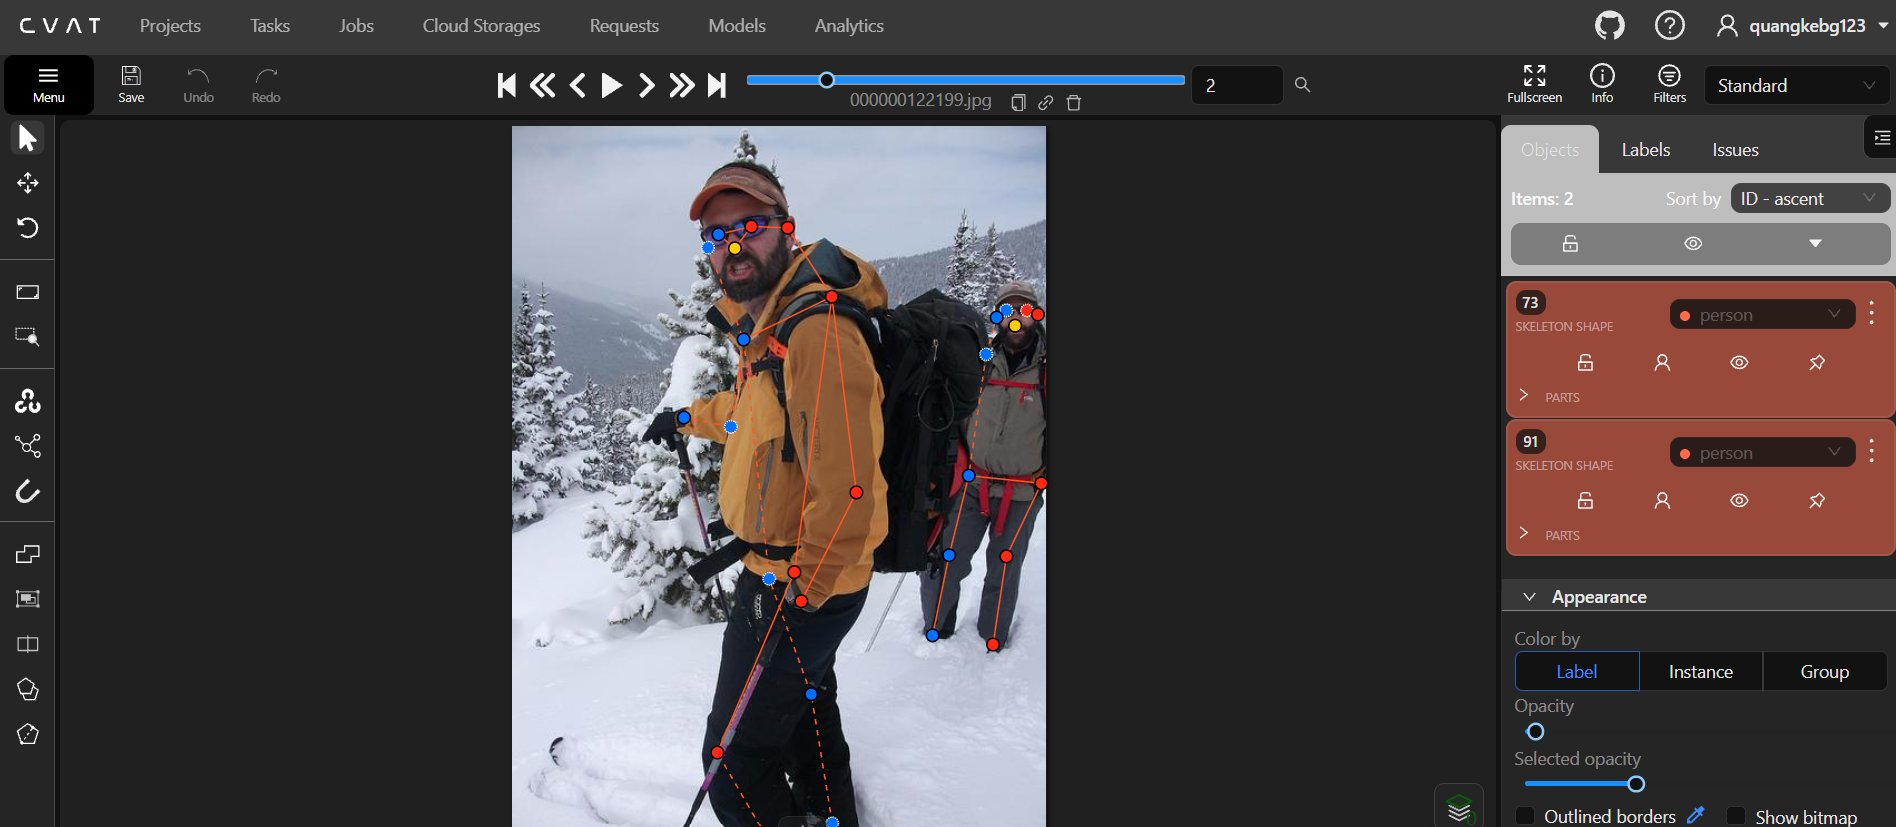 CVAT Projects Tasks Jobs Cloud Storages Requests Models Analytics quangkebg123
Menu Save Undo Redo 000000122199.jpg 2 Fullscreen Info Filters Standard
Objects Labels Issues
Items: 2 Sort by ID - ascent
73
SKELETON SHAPE person
PARTS
91
SKELETON SHAPE person
PARTS
Appearance
Color by
Label Instance Group
Opacity
Selected opacity
Outlined borders Show bitmap